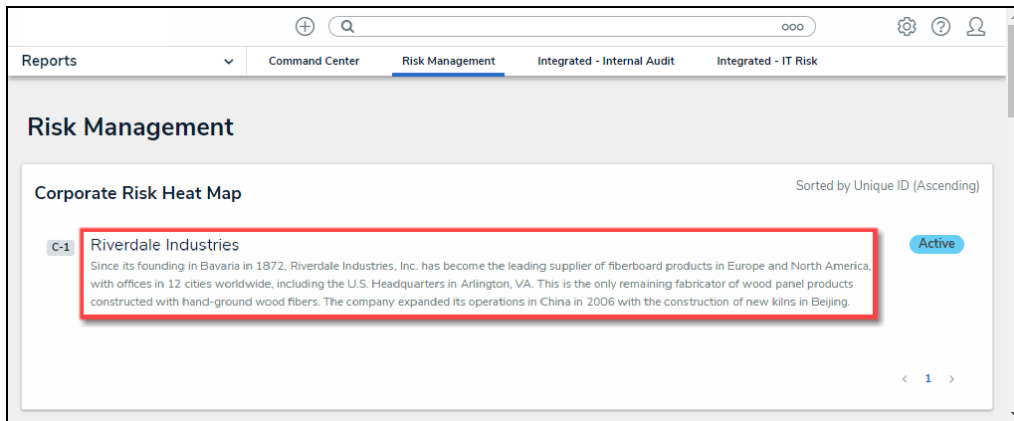 Reports Command Center Risk Management Integrated - Internal Audit Integrated - IT Risk
Risk Management
Corporate Risk Heat Map Sorted by Unique ID (Ascending)
C-1 Riverdale Industries Active
Since its founding in Bavaria in 1872, Riverdale Industries, Inc. has become the leading supplier of fiberboard products in Europe and North America,
with offices in 12 cities worldwide, including the U.S. Headquarters in Arlington, VA. This is the only remaining fabricator of wood panel products
constructed with hand-ground wood fibers. The company expanded its operations in China in 2006 with the construction of new kilns in Beijing.
< 1 >